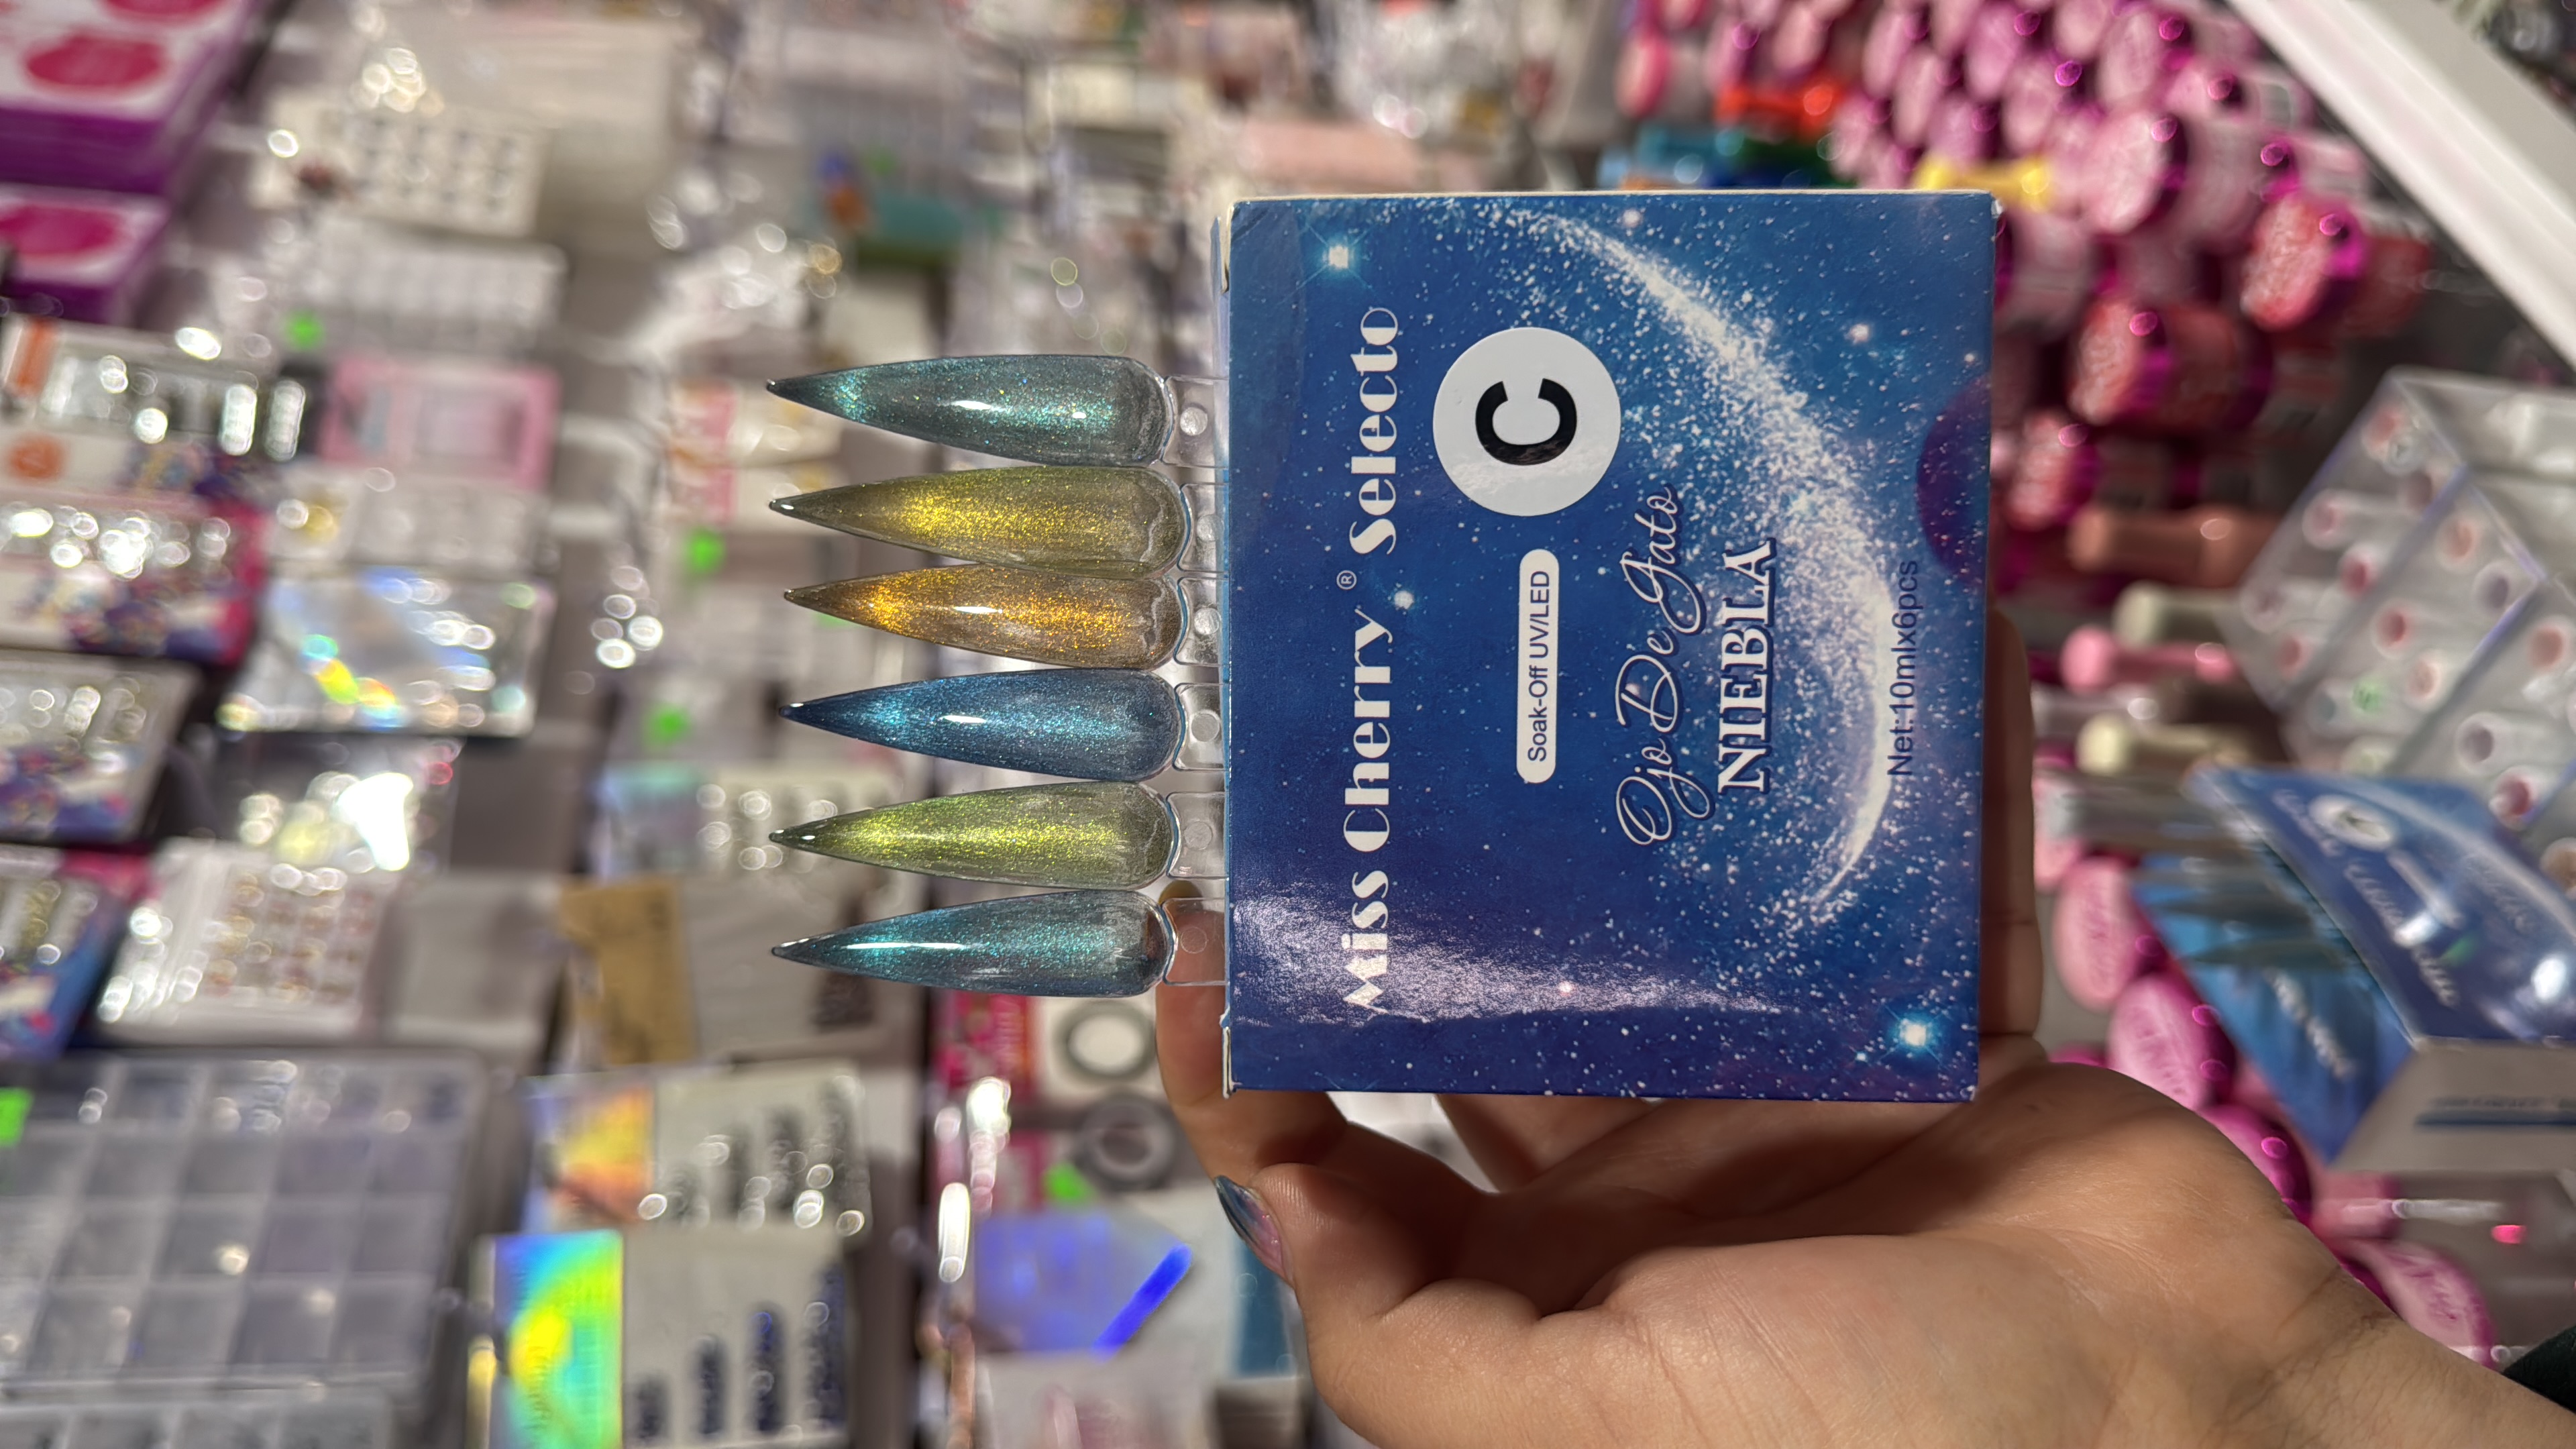 Miss Cherry® Selecto
C
Soak-Off UV/LED
Ojo De Gato
NIEBLA
Net:10mlx6pcs